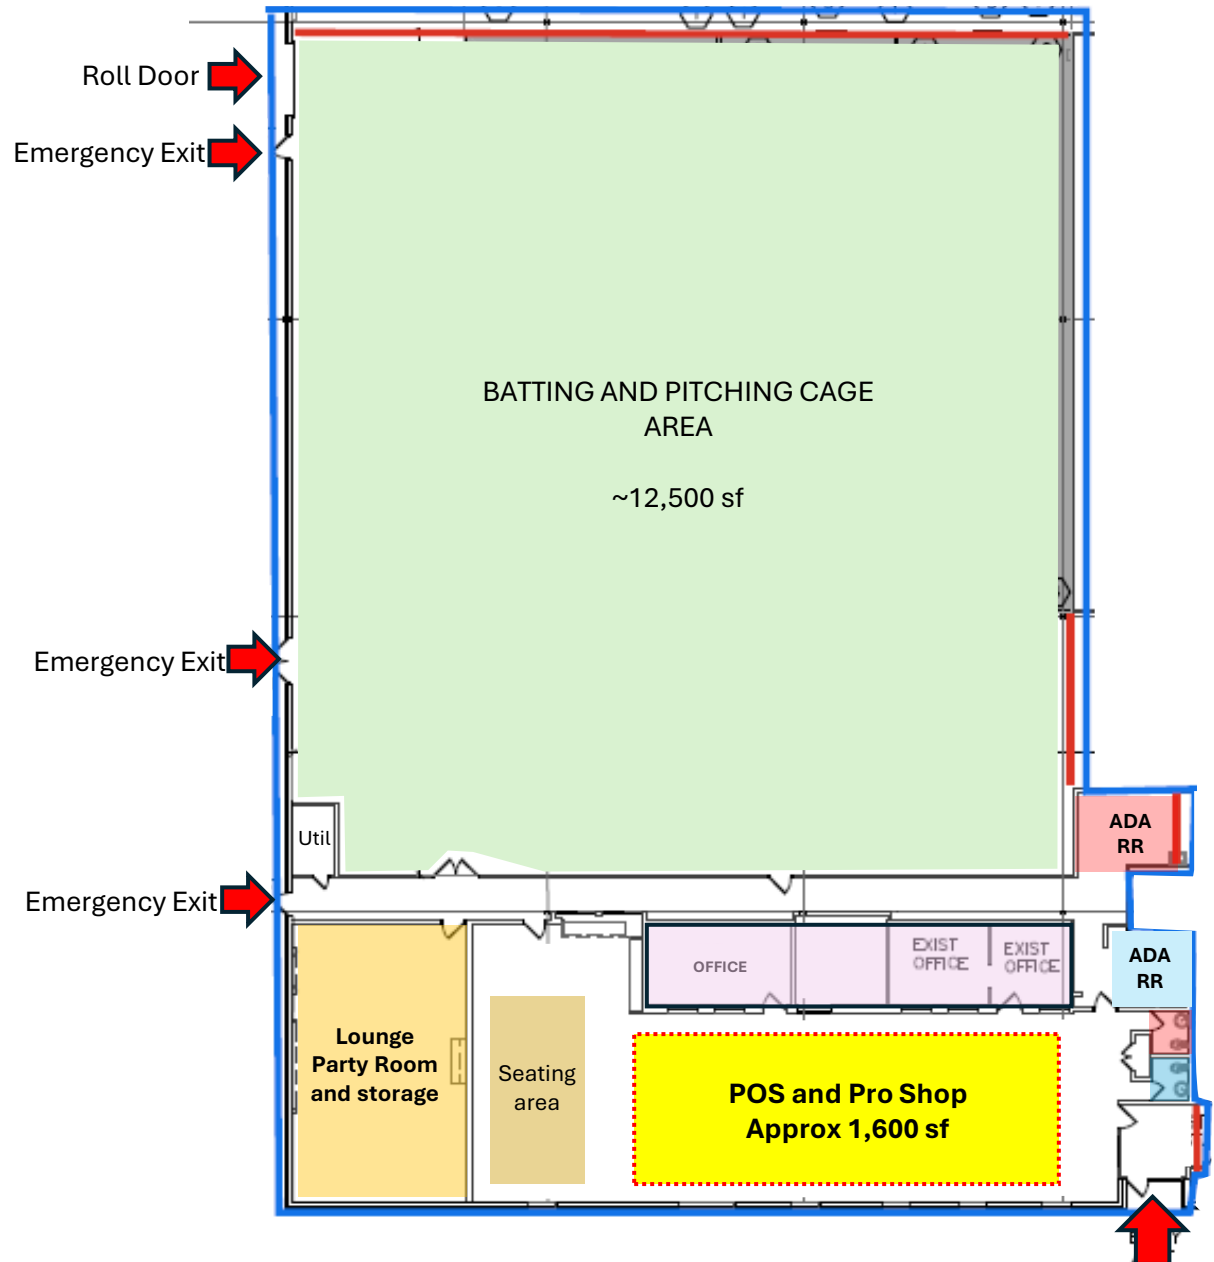 Roll Door
Emergency Exit
BATTING AND PITCHING CAGE
AREA
~12,500 sf
Emergency Exit
Util
ADA
RR
Emergency Exit
OFFICE
EXIST
OFFICE
EXIST
OFFICE
ADA
RR
Lounge
Party Room
and storage
Seating
area
POS and Pro Shop
Approx 1,600 sf